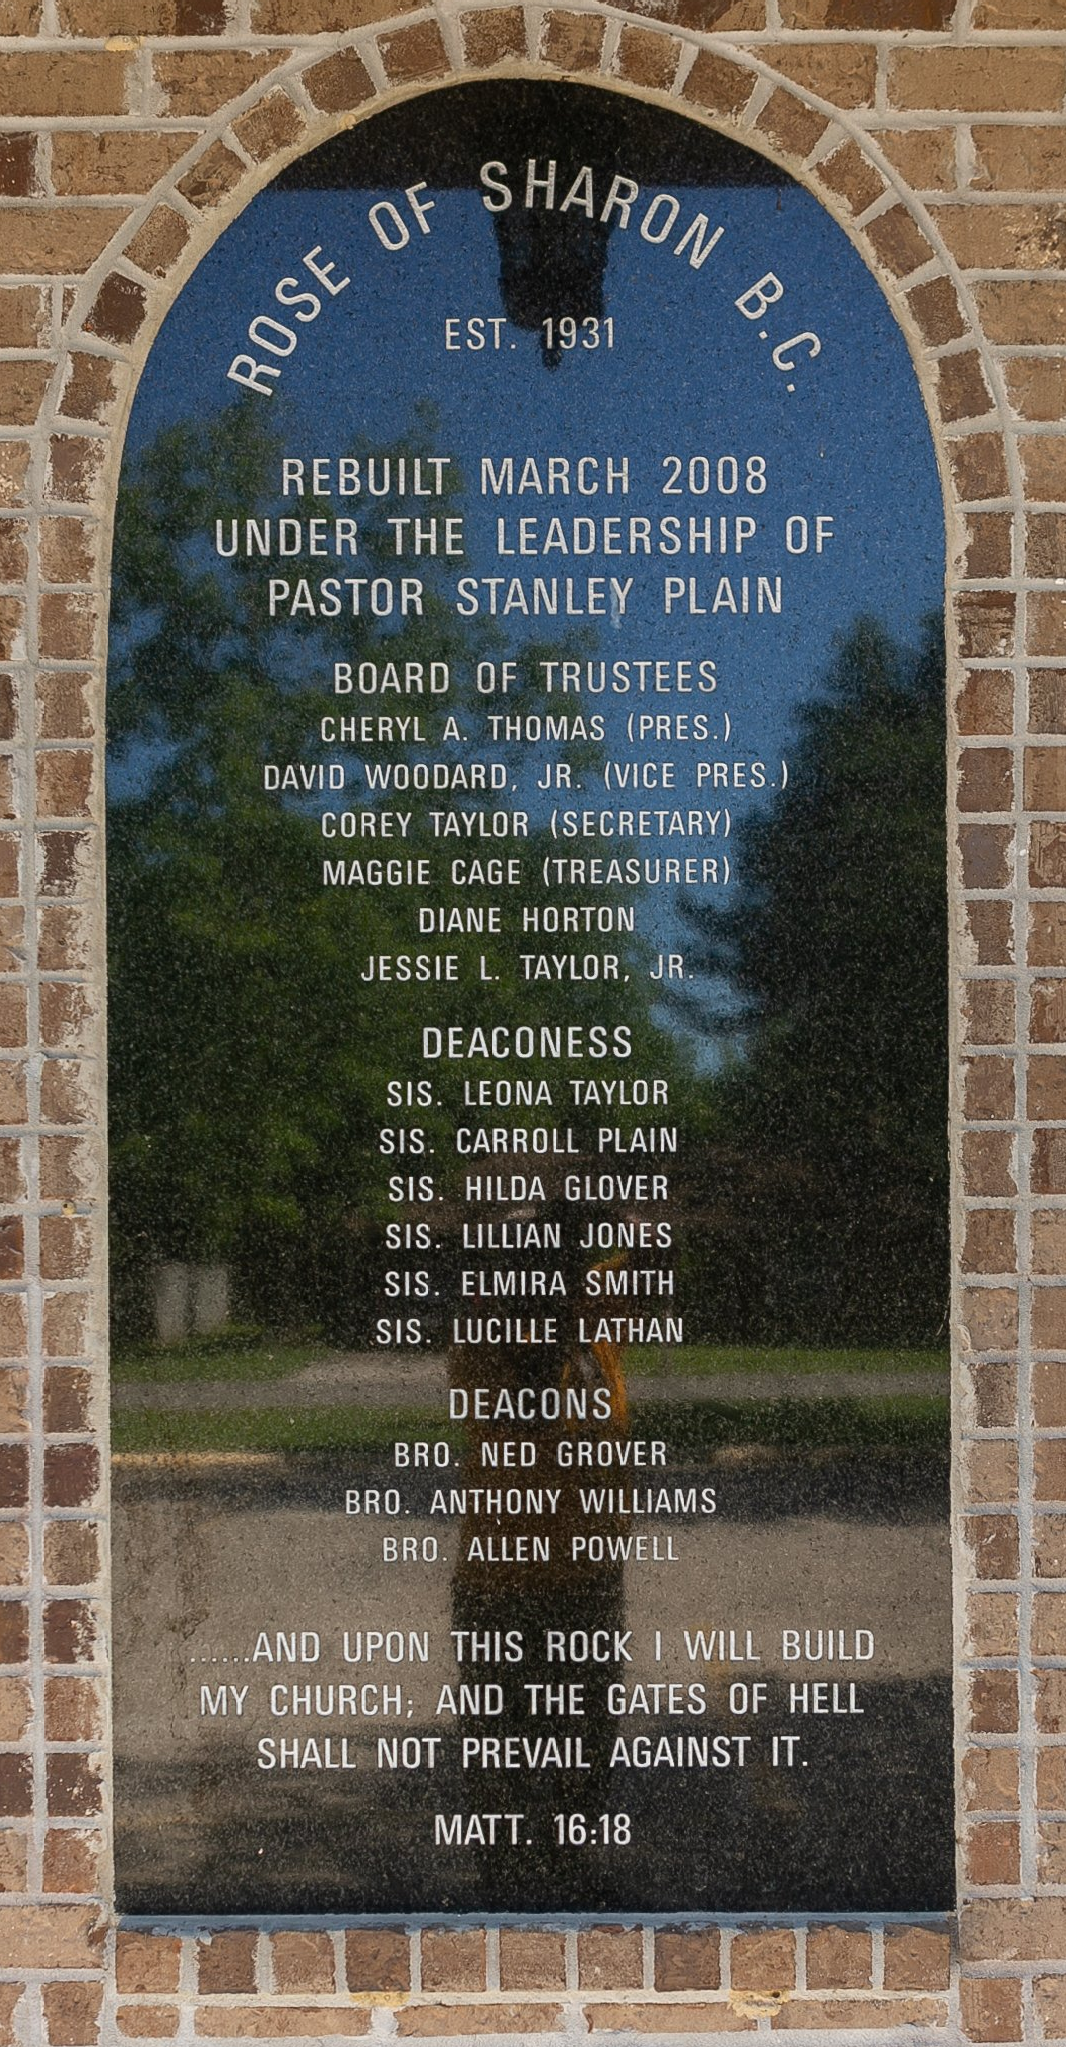 ROSE OF SHARON B.C.
EST. 1931
REBUILT MARCH 2008
UNDER THE LEADERSHIP OF
PASTOR STANLEY PLAIN
BOARD OF TRUSTEES
CHERYL A. THOMAS (PRES.)
DAVID WOODARD, JR. (VICE PRES.)
COREY TAYLOR (SECRETARY)
MAGGIE CAGE (TREASURER)
DIANE HORTON
JESSIE L. TAYLOR, JR.
DEACONESS
SIS. LEONA TAYLOR
SIS. CARROLL PLAIN
SIS. HILDA GLOVER
SIS. LILLIAN JONES
SIS. ELMIRA SMITH
SIS. LUCILLE LATHAN
DEACONS
BRO. NED GROVER
BRO. ANTHONY WILLIAMS
BRO. ALLEN POWELL
......AND UPON THIS ROCK I WILL BUILD
MY CHURCH; AND THE GATES OF HELL
SHALL NOT PREVAIL AGAINST IT.
MATT. 16:18